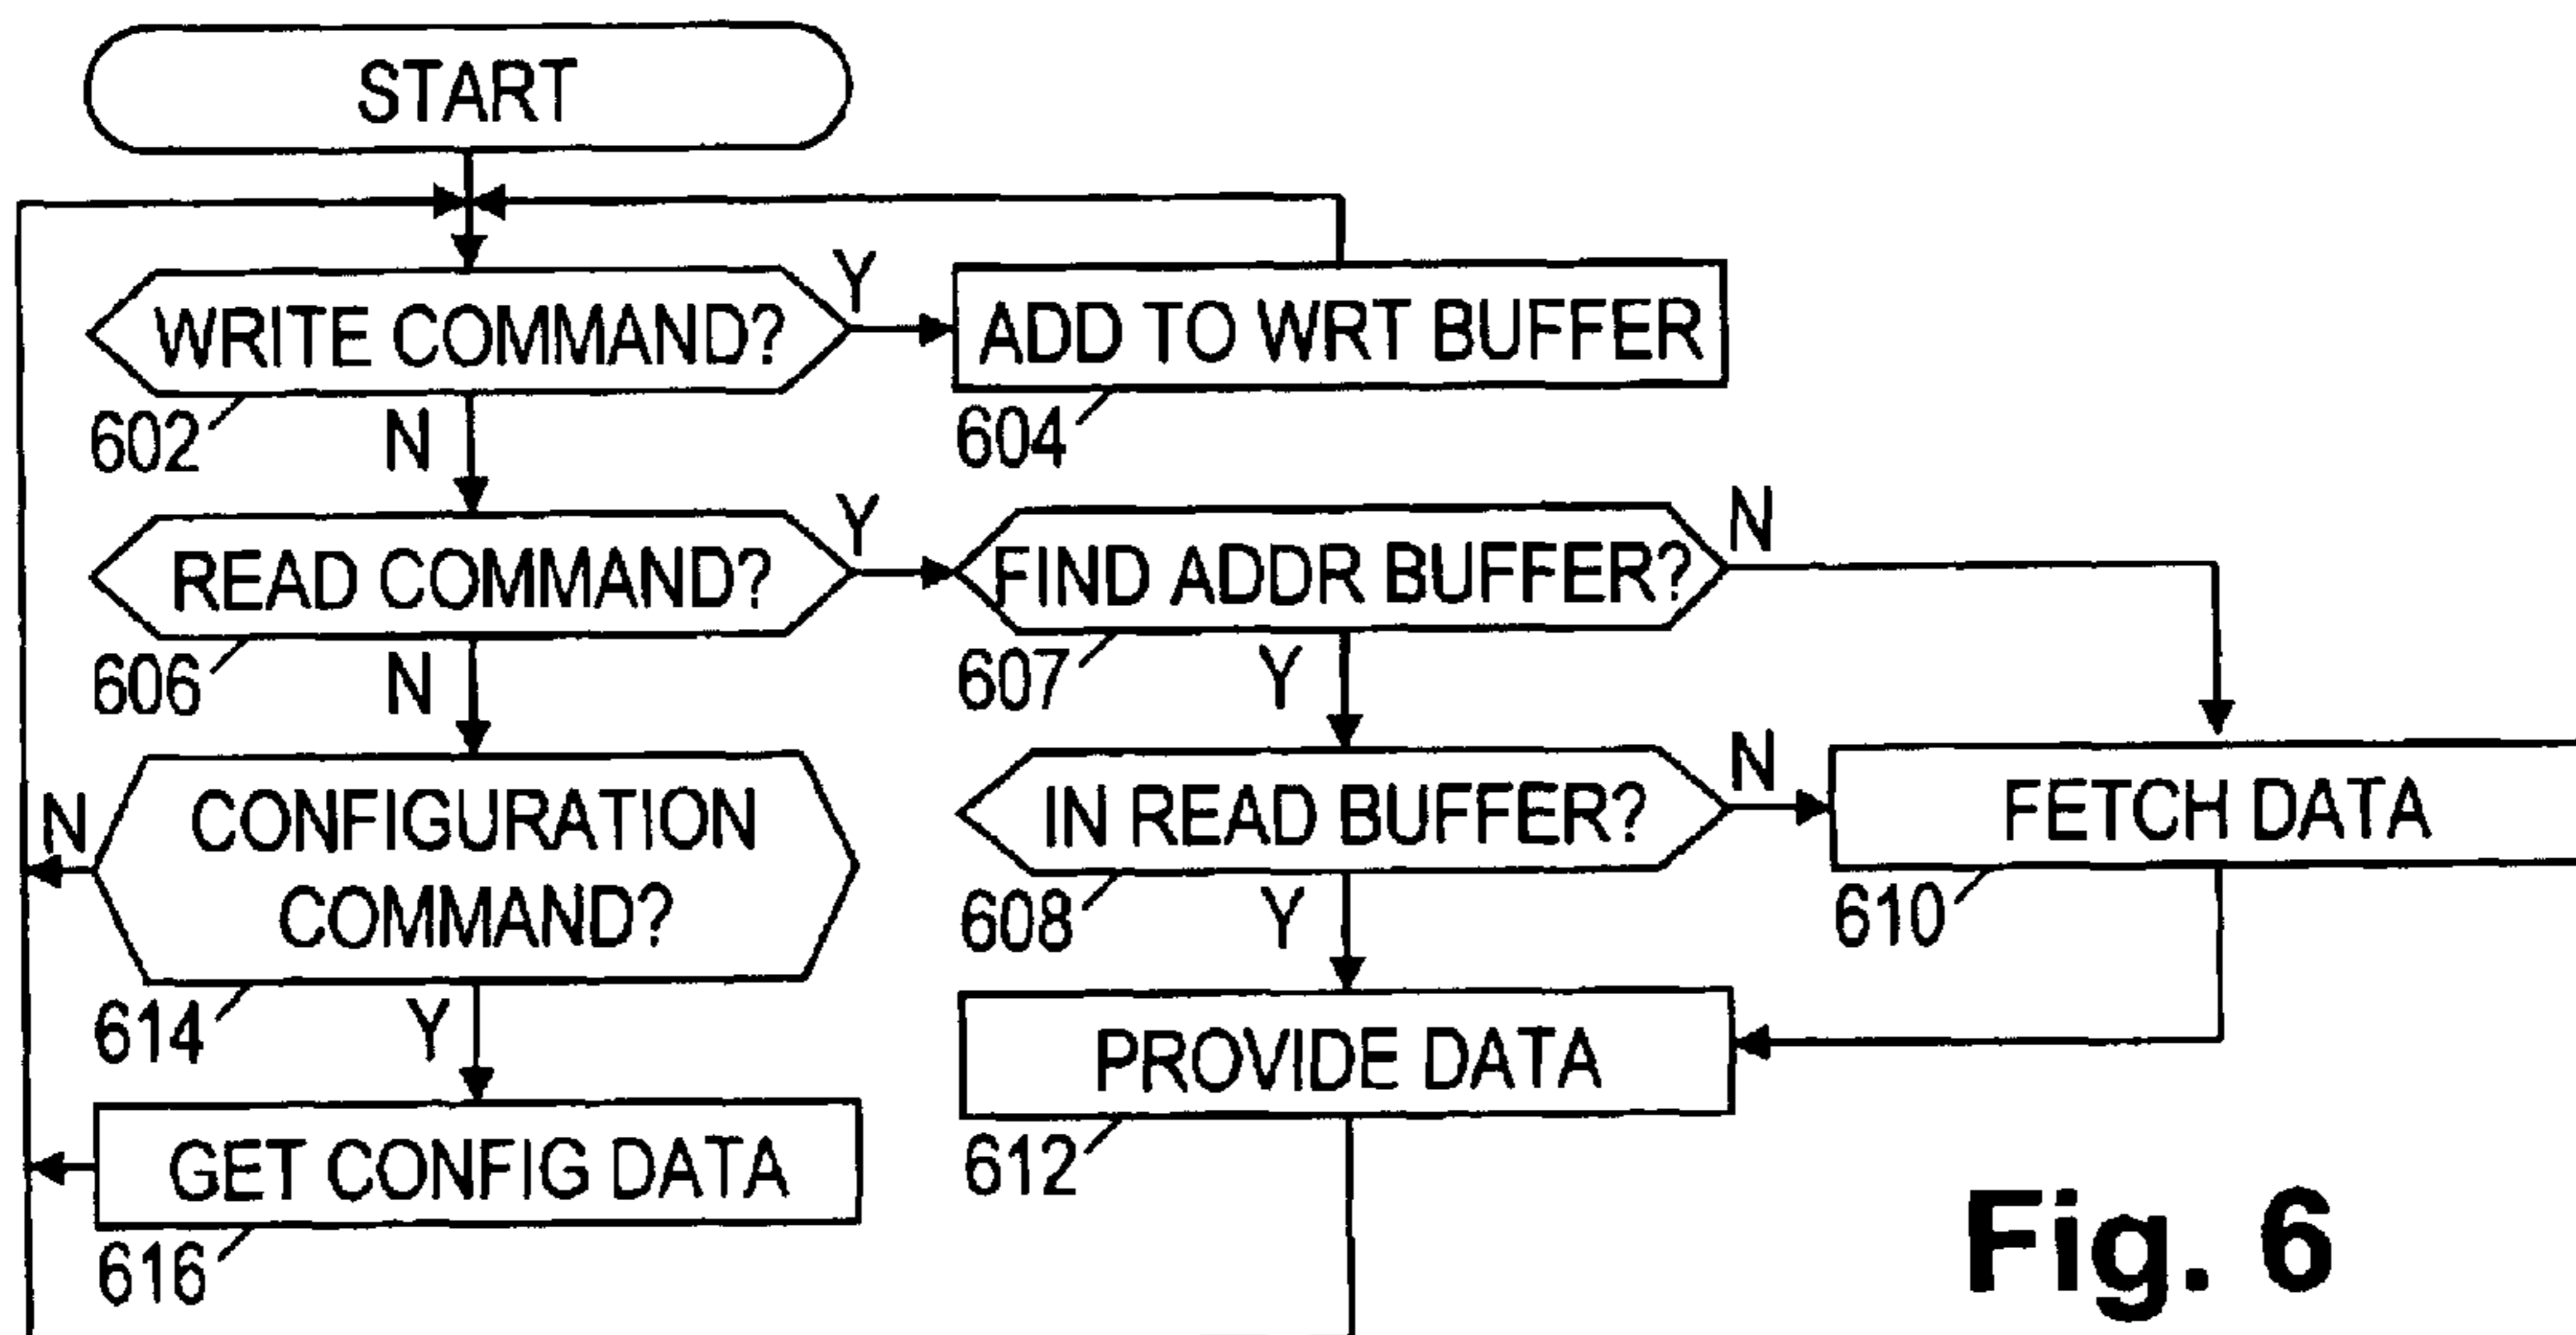 START
WRITE COMMAND?
Y
ADD TO WRT BUFFER
602
N
604
READ COMMAND?
Y
FIND ADDR BUFFER?
N
606
N
607
Y
CONFIGURATION
COMMAND?
N
IN READ BUFFER?
N
FETCH DATA
608
Y
610
614
Y
PROVIDE DATA
612
GET CONFIG DATA
616
Fig. 6